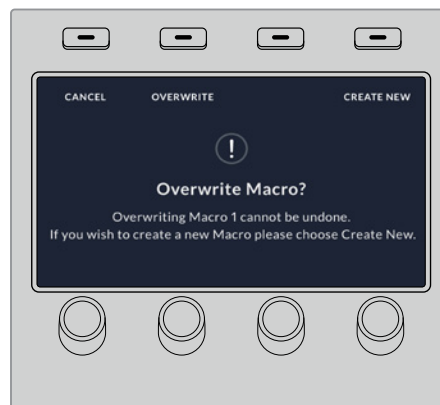 CANCEL OVERWRITE CREATE NEW
!
Overwrite Macro?
Overwriting Macro 1 cannot be undone.
If you wish to create a new Macro please choose Create New.